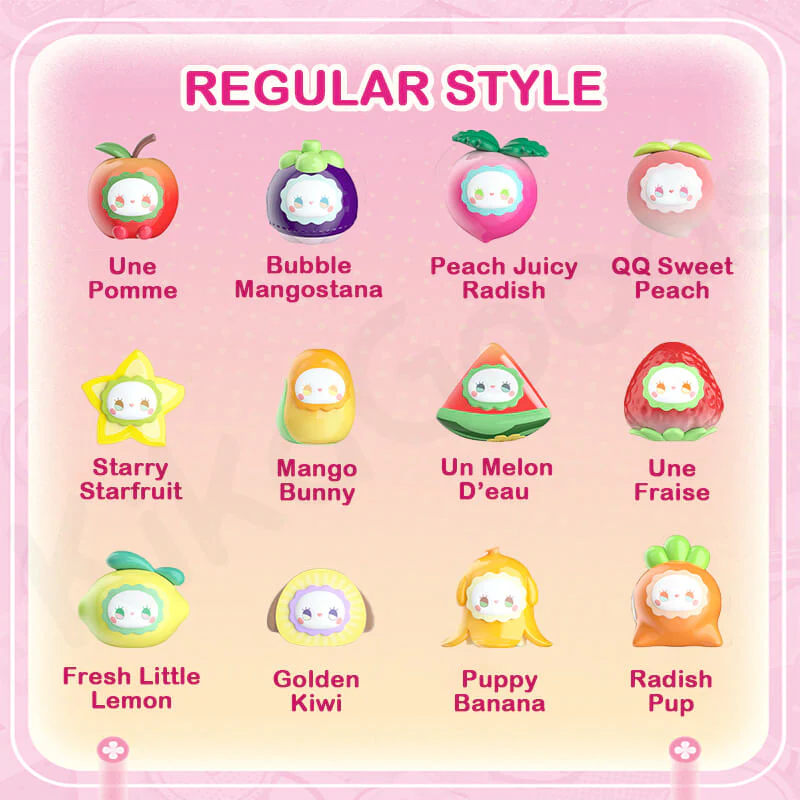 REGULAR STYLE
Une
Pomme
Bubble
Mangostana
Peach Juicy
Radish
QQ Sweet
Peach
Starry
Starfruit
Mango
Bunny
Un Melon
D’eau
Une
Fraise
Fresh Little
Lemon
Golden
Kiwi
Puppy
Banana
Radish
Pup
KikaGoods